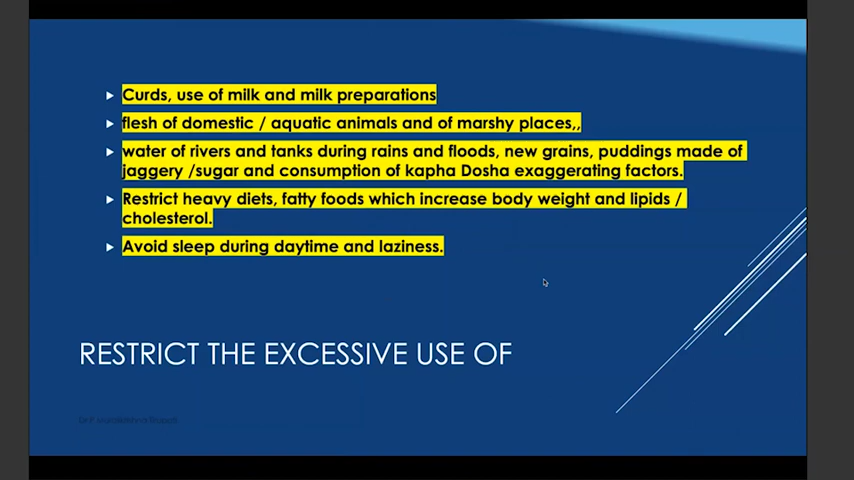 Curds, use of milk and milk preparations
flesh of domestic / aquatic animals and of marshy places,,
water of rivers and tanks during rains and floods, new grains, puddings made of
jaggery /sugar and consumption of kapha Dosha exaggerating factors.
Restrict heavy diets, fatty foods which increase body weight and lipids /
cholesterol.
Avoid sleep during daytime and laziness.
RESTRICT THE EXCESSIVE USE OF